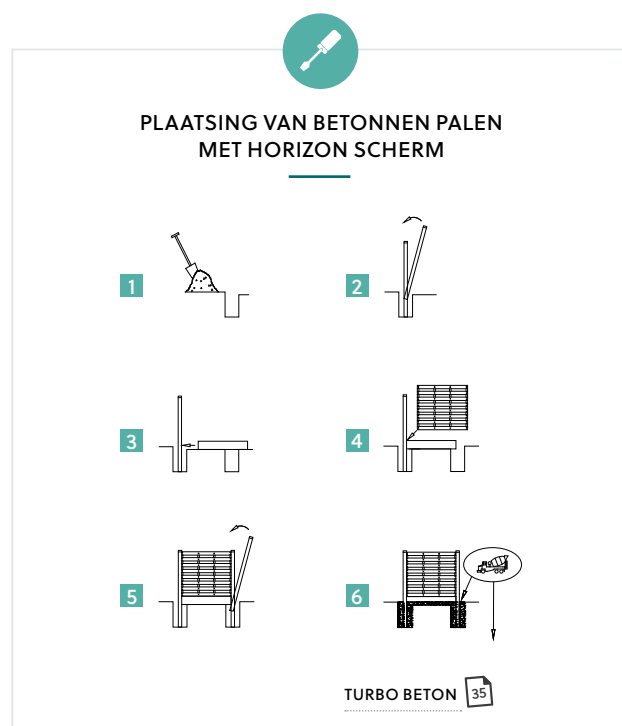 PLAATSING VAN BETONNEN PALEN
MET HORIZON SCHERM
1
2
3
4
5
6
TURBO BETON 35